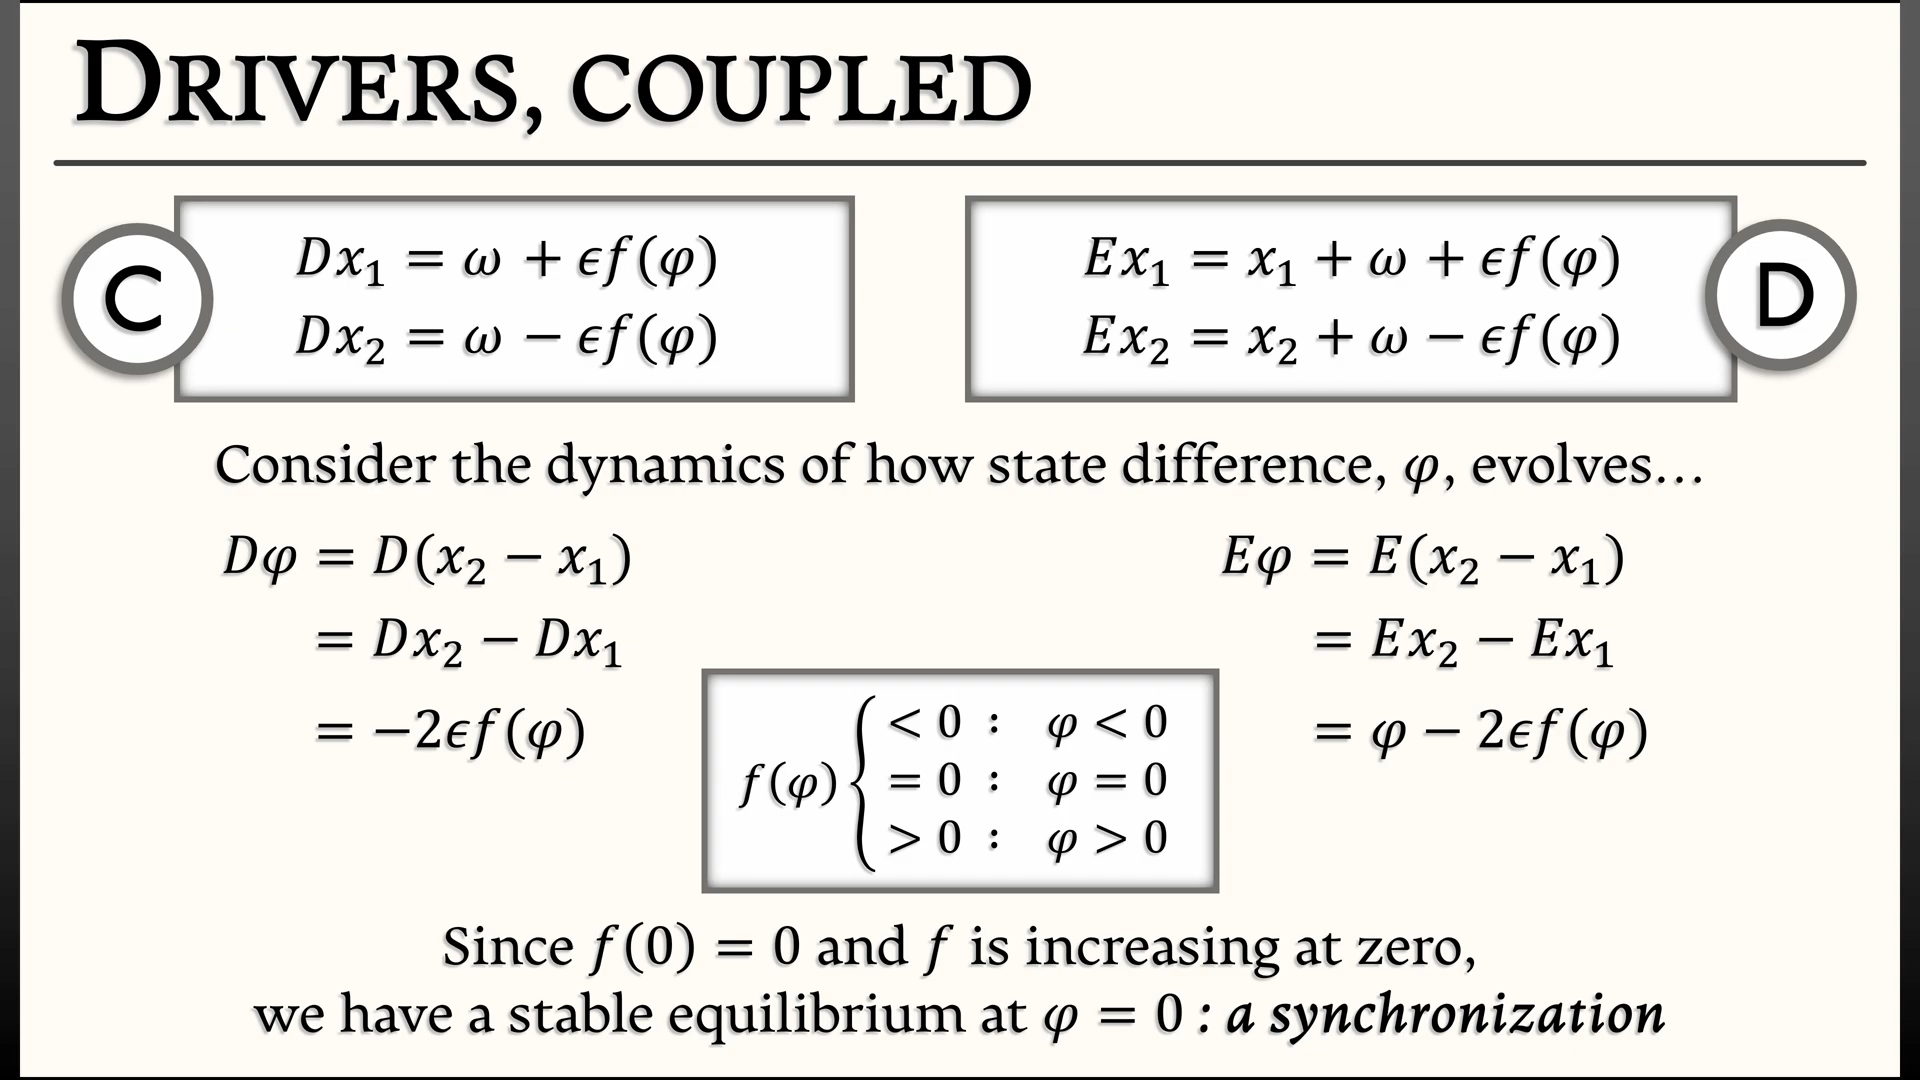 DRIVERS, COUPLED
C
Dx₁ = ω + ϵf(φ)
Dx₂ = ω − ϵf(φ)
Ex₁ = x₁ + ω + ϵf(φ)
Ex₂ = x₂ + ω − ϵf(φ)
D
Consider the dynamics of how state difference, φ, evolves...
Dφ = D(x₂ − x₁)
= Dx₂ − Dx₁
= −2ϵf(φ)
Eφ = E(x₂ − x₁)
= Ex₂ − Ex₁
= φ − 2ϵf(φ)
f(φ) { < 0 : φ < 0
= 0 : φ = 0
> 0 : φ > 0
Since f(0) = 0 and f is increasing at zero,
we have a stable equilibrium at φ = 0 : a synchronization